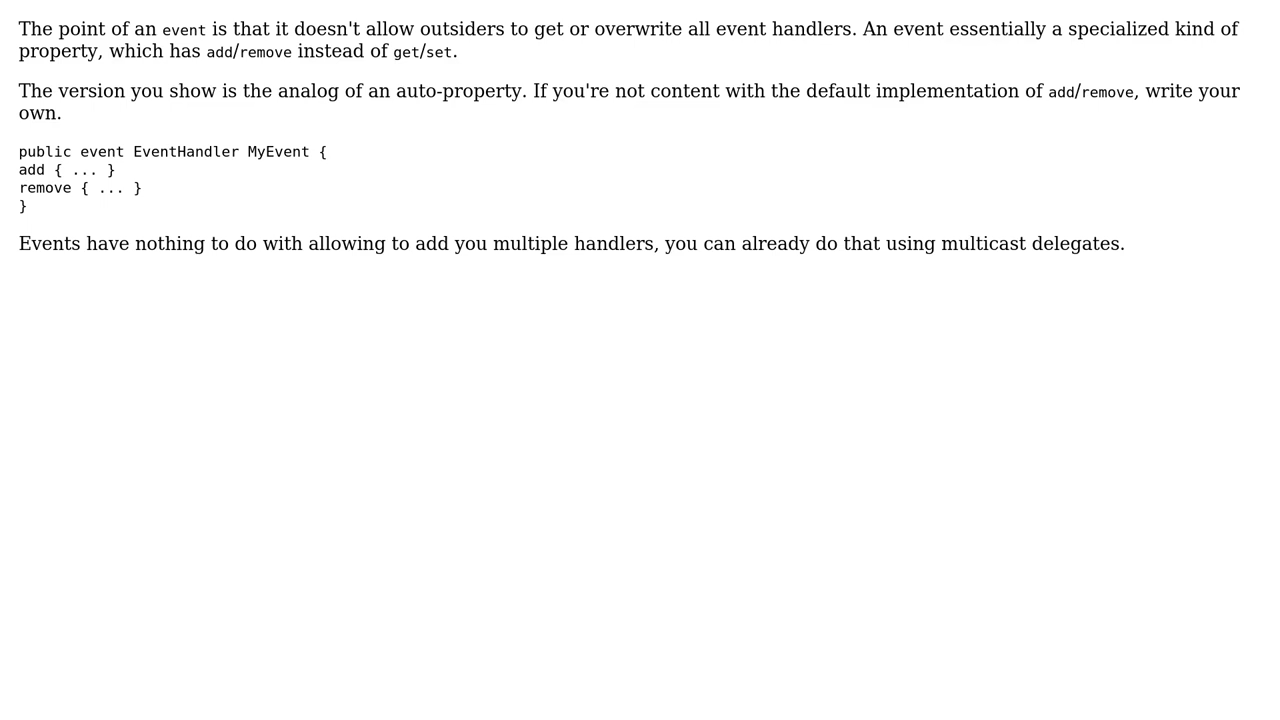 The point of an event is that it doesn't allow outsiders to get or overwrite all event handlers. An event essentially a specialized kind of
property, which has add/remove instead of get/set.
The version you show is the analog of an auto-property. If you're not content with the default implementation of add/remove, write your
own.
public event EventHandler MyEvent {
add { ... }
remove { ... }
}
Events have nothing to do with allowing to add you multiple handlers, you can already do that using multicast delegates.